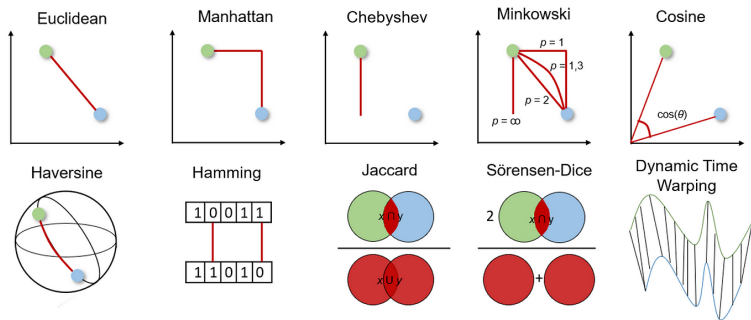 Euclidean
Manhattan
Chebyshev
Minkowski
Cosine
p = 1
p = 1,3
p = 2
p = ∞
cos(θ)
Haversine
Hamming
Jaccard
Sörensen-Dice
Dynamic Time
Warping
1 0 0 1 1
1 1 0 1 0
x ∩ y
x ∪ y
2
x ∩ y
+